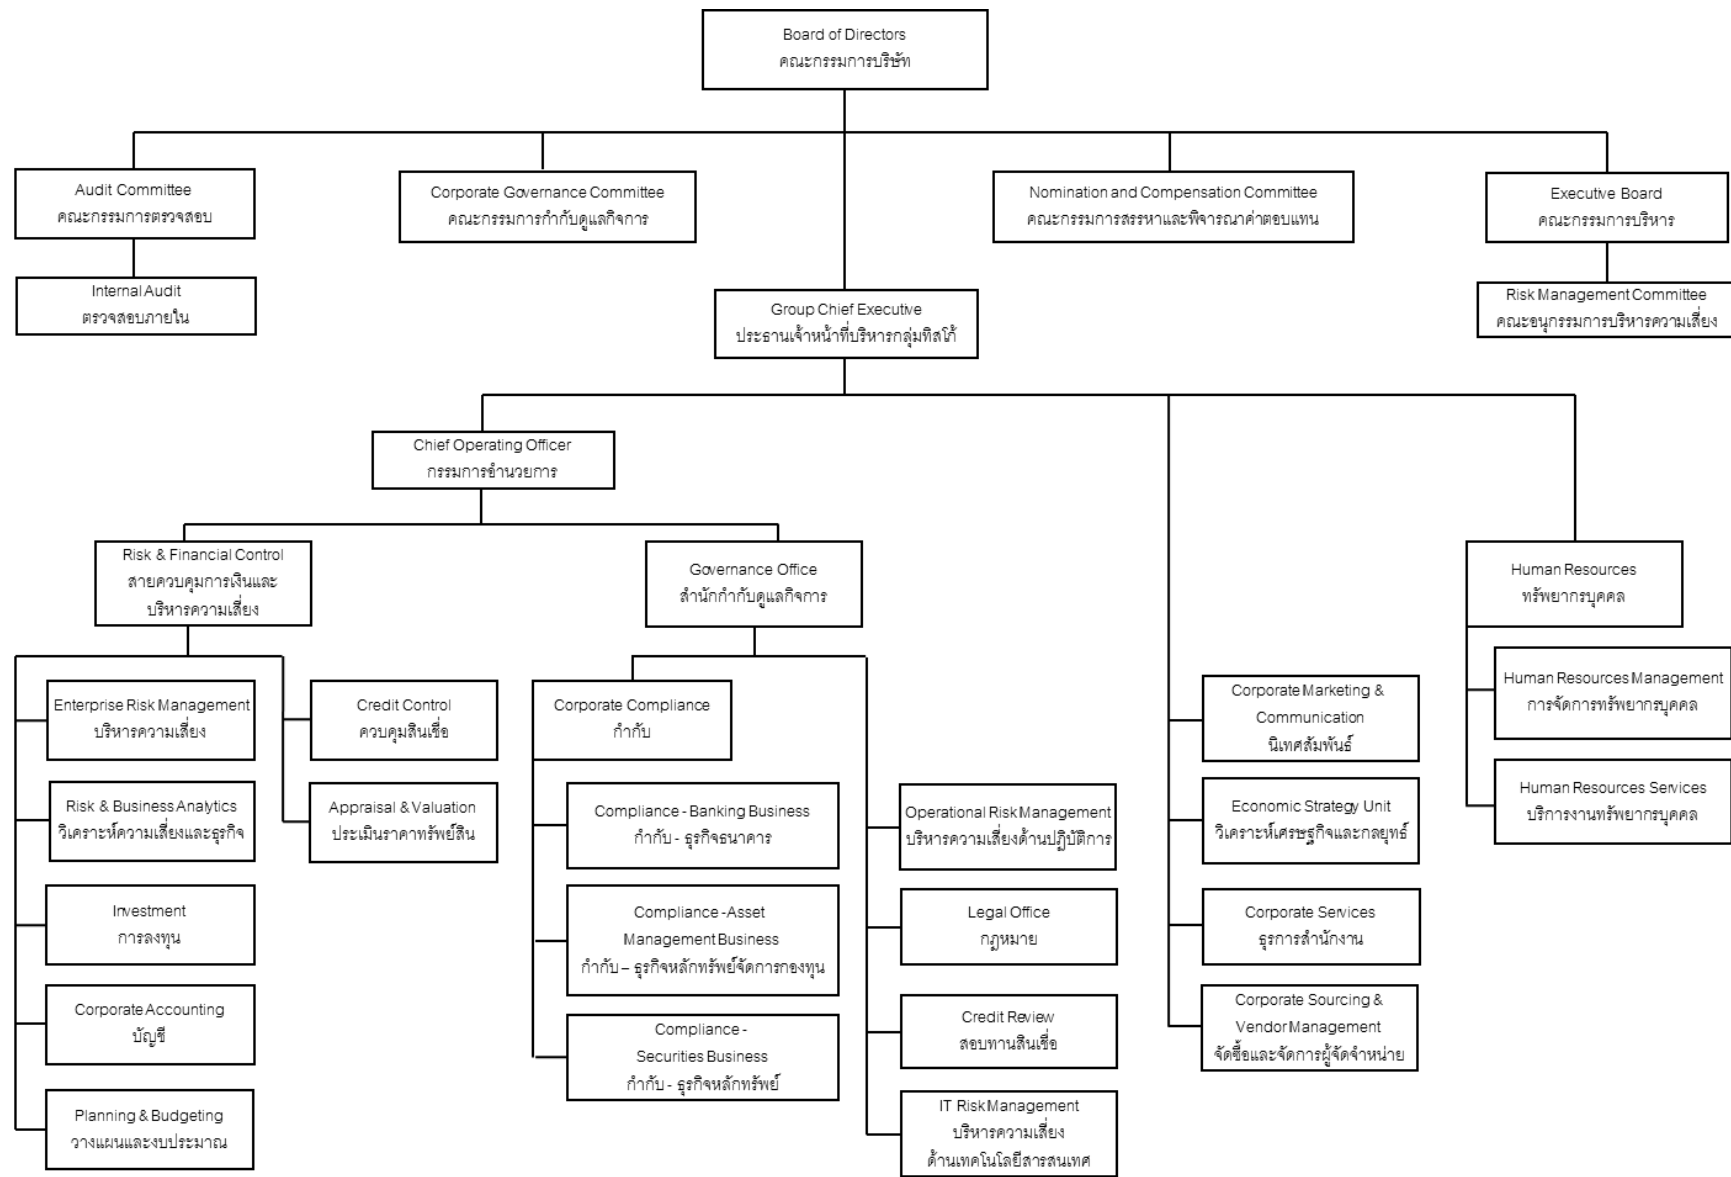 Board of Directors
คณะกรรมการบริษัท
Audit Committee
คณะกรรมการตรวจสอบ
Corporate Governance Committee
คณะกรรมการกำกับดูแลกิจการ
Nomination and Compensation Committee
คณะกรรมการสรรหาและพิจารณาค่าตอบแทน
Executive Board
คณะกรรมการบริหาร
Internal Audit
ตรวจสอบภายใน
Group Chief Executive
ประธานเจ้าหน้าที่บริหารกลุ่มทิสโก้
Risk Management Committee
คณะอนุกรรมการบริหารความเสี่ยง
Chief Operating Officer
กรรมการอำนวยการ
Risk & Financial Control
สายควบคุมการเงินและ
บริหารความเสี่ยง
Governance Office
สำนักกำกับดูแลกิจการ
Human Resources
ทรัพยากรบุคคล
Enterprise Risk Management
บริหารความเสี่ยง
Credit Control
ควบคุมสินเชื่อ
Corporate Compliance
กำกับ
Corporate Marketing &
Communication
นิเทศสัมพันธ์
Human Resources Management
การจัดการทรัพยากรบุคคล
Risk & Business Analytics
วิเคราะห์ความเสี่ยงและธุรกิจ
Appraisal & Valuation
ประเมินราคาทรัพย์สิน
Compliance - Banking Business
กำกับ - ธุรกิจธนาคาร
Operational Risk Management
บริหารความเสี่ยงด้านปฏิบัติการ
Economic Strategy Unit
วิเคราะห์เศรษฐกิจและกลยุทธ์
Human Resources Services
บริการงานทรัพยากรบุคคล
Investment
การลงทุน
Compliance - Asset
Management Business
กำกับ – ธุรกิจหลักทรัพย์จัดการกองทุน
Legal Office
กฎหมาย
Corporate Services
ธุรการสำนักงาน
Corporate Accounting
บัญชี
Compliance -
Securities Business
กำกับ - ธุรกิจหลักทรัพย์
Credit Review
สอบทานสินเชื่อ
Corporate Sourcing &
Vendor Management
จัดซื้อและจัดการผู้จัดจำหน่าย
Planning & Budgeting
วางแผนและงบประมาณ
IT Risk Management
บริหารความเสี่ยง
ด้านเทคโนโลยีสารสนเทศ